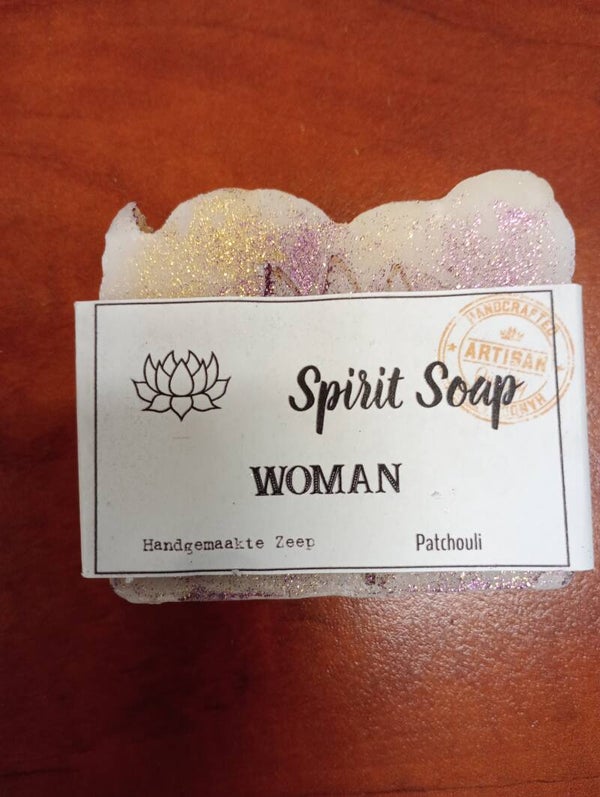 HANDCRAFTED
ARTISAN
Spirit Soap
WOMAN
Handgemaakte Zeep
Patchouli